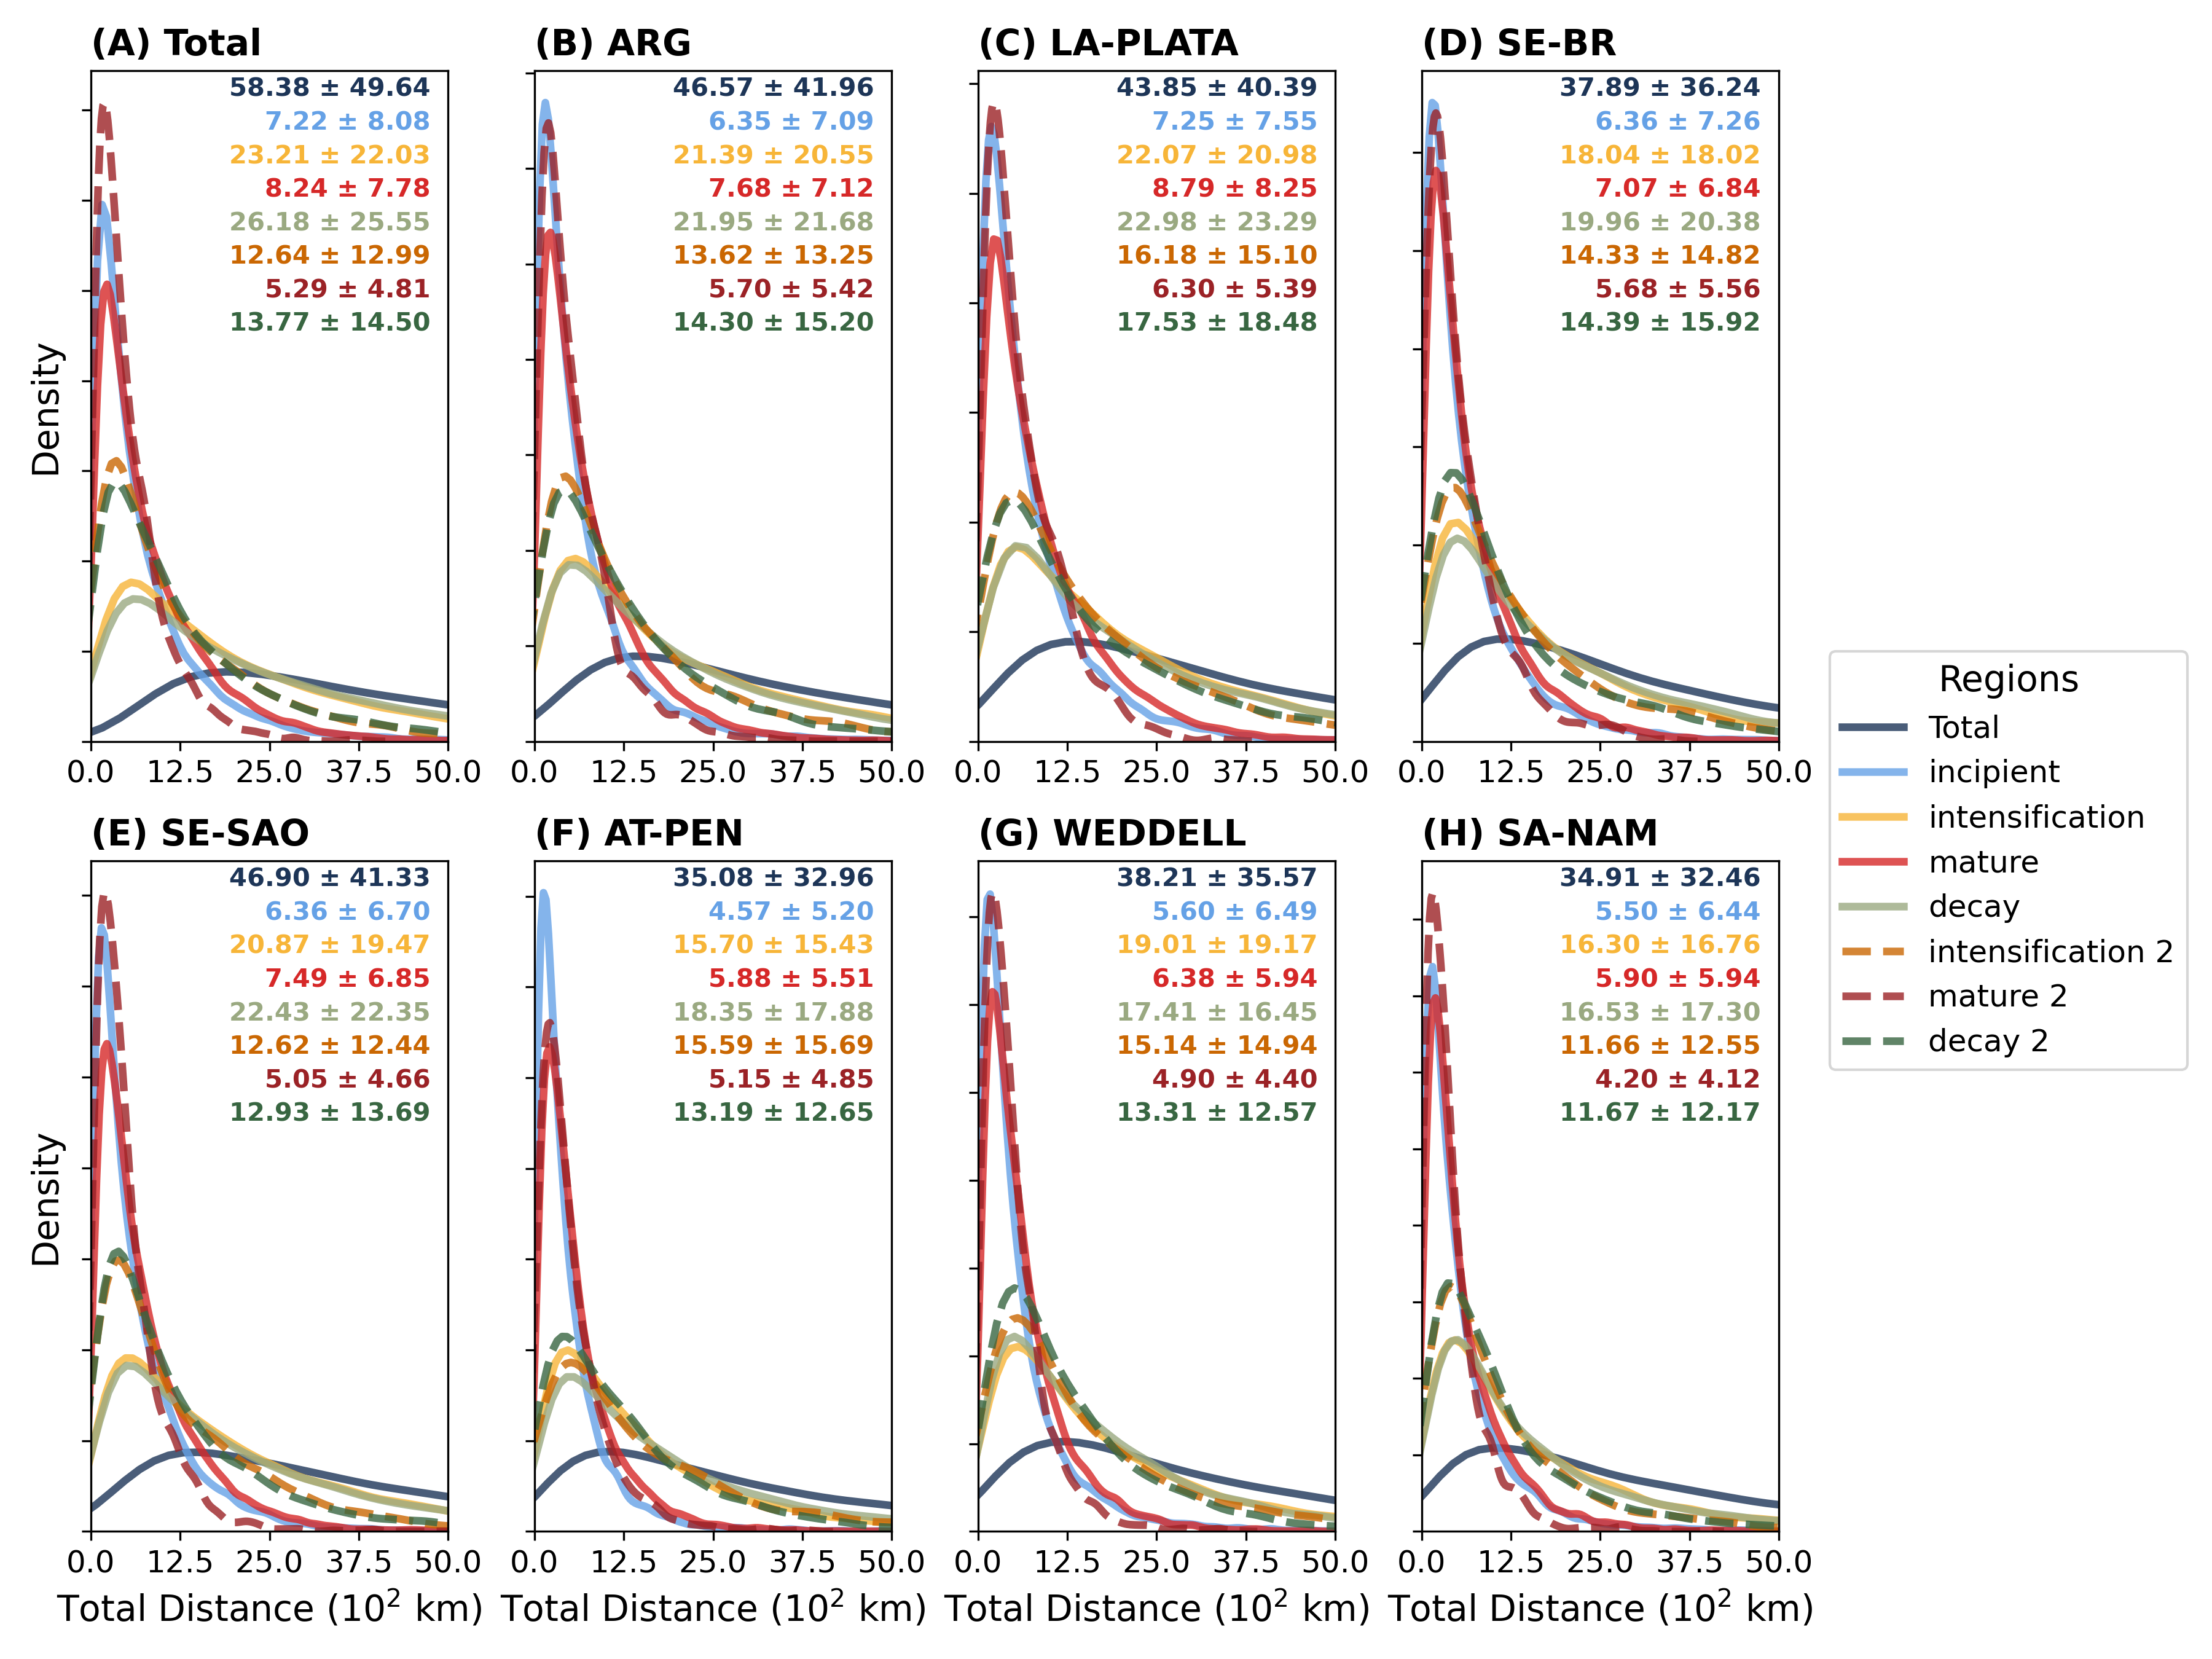 (A) Total
58.38 ± 49.64
7.22 ± 8.08
23.21 ± 22.03
8.24 ± 7.78
26.18 ± 25.55
12.64 ± 12.99
5.29 ± 4.81
13.77 ± 14.50
Density
0.0 12.5 25.0 37.5 50.0
(B) ARG
46.57 ± 41.96
6.35 ± 7.09
21.39 ± 20.55
7.68 ± 7.12
21.95 ± 21.68
13.62 ± 13.25
5.70 ± 5.42
14.30 ± 15.20
0.0 12.5 25.0 37.5 50.0
(C) LA-PLATA
43.85 ± 40.39
7.25 ± 7.55
22.07 ± 20.98
8.79 ± 8.25
22.98 ± 23.29
16.18 ± 15.10
6.30 ± 5.39
17.53 ± 18.48
0.0 12.5 25.0 37.5 50.0
(D) SE-BR
37.89 ± 36.24
6.36 ± 7.26
18.04 ± 18.02
7.07 ± 6.84
19.96 ± 20.38
14.33 ± 14.82
5.68 ± 5.56
14.39 ± 15.92
0.0 12.5 25.0 37.5 50.0
(E) SE-SAO
46.90 ± 41.33
6.36 ± 6.70
20.87 ± 19.47
7.49 ± 6.85
22.43 ± 22.35
12.62 ± 12.44
5.05 ± 4.66
12.93 ± 13.69
Density
0.0 12.5 25.0 37.5 50.0
Total Distance (10² km)
(F) AT-PEN
35.08 ± 32.96
4.57 ± 5.20
15.70 ± 15.43
5.88 ± 5.51
18.35 ± 17.88
15.59 ± 15.69
5.15 ± 4.85
13.19 ± 12.65
0.0 12.5 25.0 37.5 50.0
Total Distance (10² km)
(G) WEDDELL
38.21 ± 35.57
5.60 ± 6.49
19.01 ± 19.17
6.38 ± 5.94
17.41 ± 16.45
15.14 ± 14.94
4.90 ± 4.40
13.31 ± 12.57
0.0 12.5 25.0 37.5 50.0
Total Distance (10² km)
(H) SA-NAM
34.91 ± 32.46
5.50 ± 6.44
16.30 ± 16.76
5.90 ± 5.94
16.53 ± 17.30
11.66 ± 12.55
4.20 ± 4.12
11.67 ± 12.17
0.0 12.5 25.0 37.5 50.0
Total Distance (10² km)
Regions
Total
incipient
intensification
mature
decay
intensification 2
mature 2
decay 2